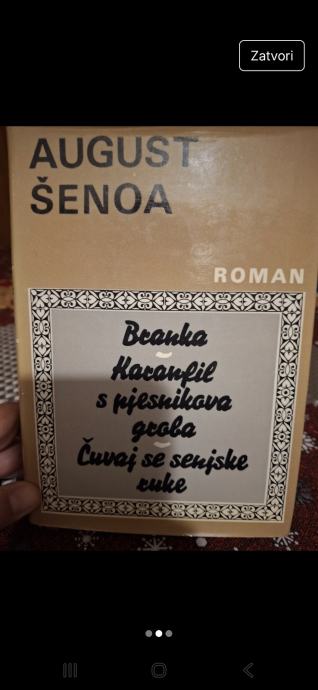 Zatvori
AUGUST
ŠENOA
ROMAN
Branka
Karanfil
s pjesnikova
groba
Čuvaj se senjske
ruke